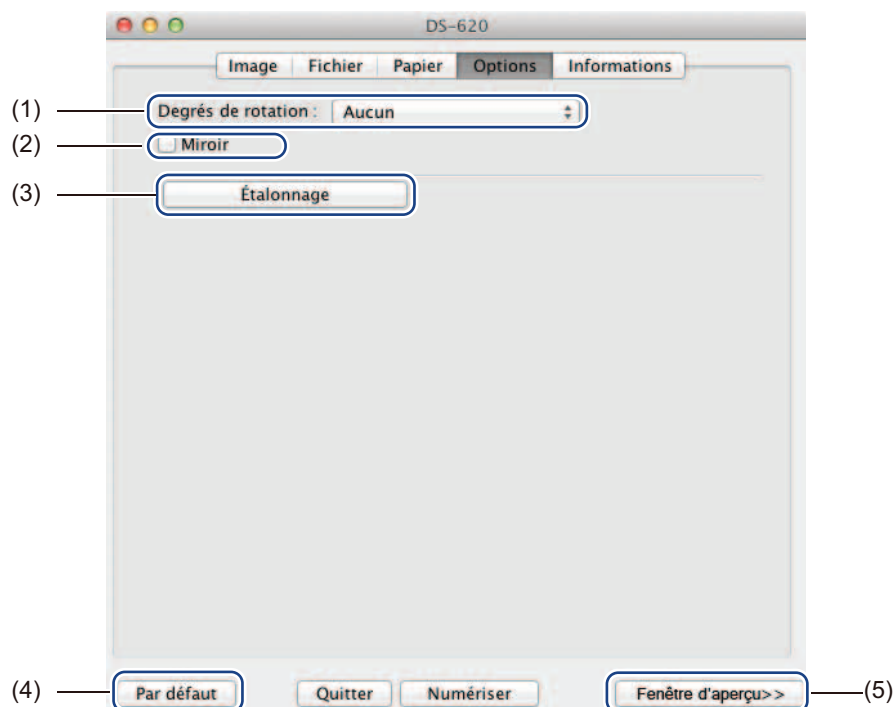 DS-620
Image Fichier Papier Options Informations
(1) Degrés de rotation : Aucun
(2) Miroir
(3) Étalonnage
(4) Par défaut Quitter Numériser Fenêtre d'aperçu>> (5)